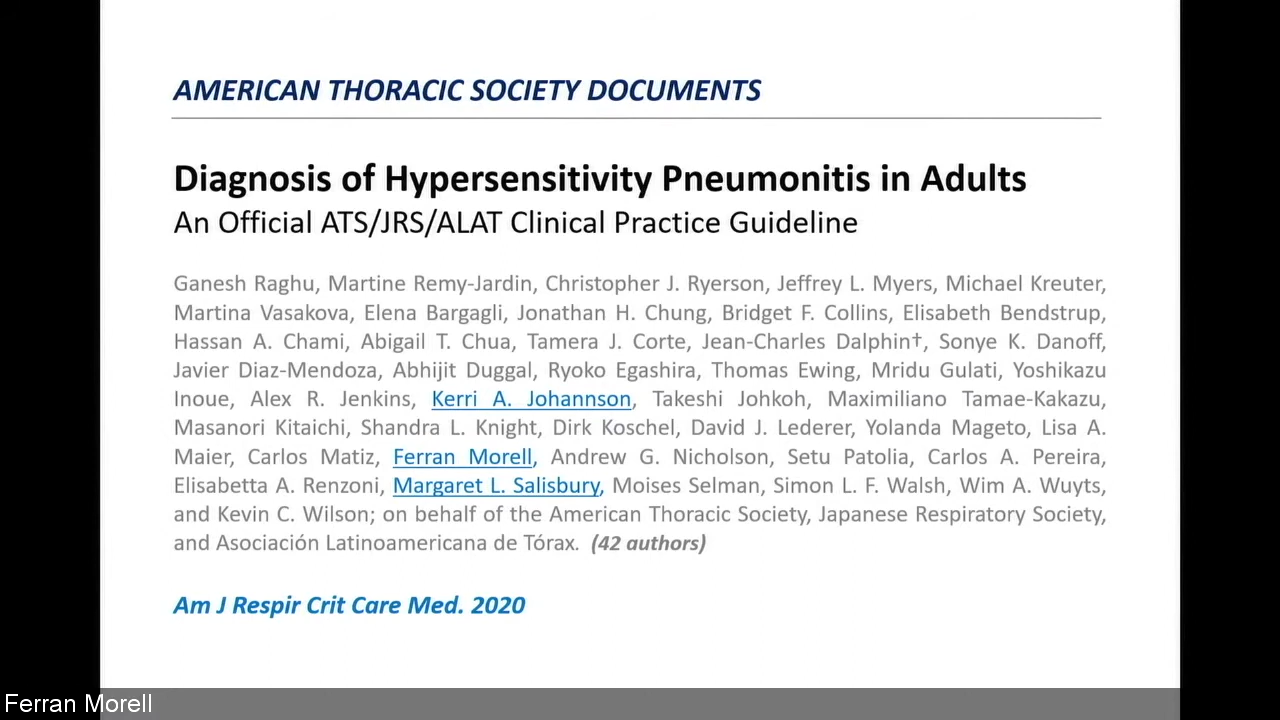 AMERICAN THORACIC SOCIETY DOCUMENTS
Diagnosis of Hypersensitivity Pneumonitis in Adults
An Official ATS/JRS/ALAT Clinical Practice Guideline
Ganesh Raghu, Martine Remy-Jardin, Christopher J. Ryerson, Jeffrey L. Myers, Michael Kreuter,
Martina Vasakova, Elena Bargagli, Jonathan H. Chung, Bridget F. Collins, Elisabeth Bendstrup,
Hassan A. Chami, Abigail T. Chua, Tamera J. Corte, Jean-Charles Dalphin†, Sonye K. Danoff,
Javier Diaz-Mendoza, Abhijit Duggal, Ryoko Egashira, Thomas Ewing, Mridu Gulati, Yoshikazu
Inoue, Alex R. Jenkins, Kerri A. Johannson, Takeshi Johkoh, Maximiliano Tamae-Kakazu,
Masanori Kitaichi, Shandra L. Knight, Dirk Koschel, David J. Lederer, Yolanda Mageto, Lisa A.
Maier, Carlos Matiz, Ferran Morell, Andrew G. Nicholson, Setu Patolia, Carlos A. Pereira,
Elisabetta A. Renzoni, Margaret L. Salisbury, Moises Selman, Simon L. F. Walsh, Wim A. Wuyts,
and Kevin C. Wilson; on behalf of the American Thoracic Society, Japanese Respiratory Society,
and Asociación Latinoamericana de Tórax. (42 authors)
Am J Respir Crit Care Med. 2020
Ferran Morell